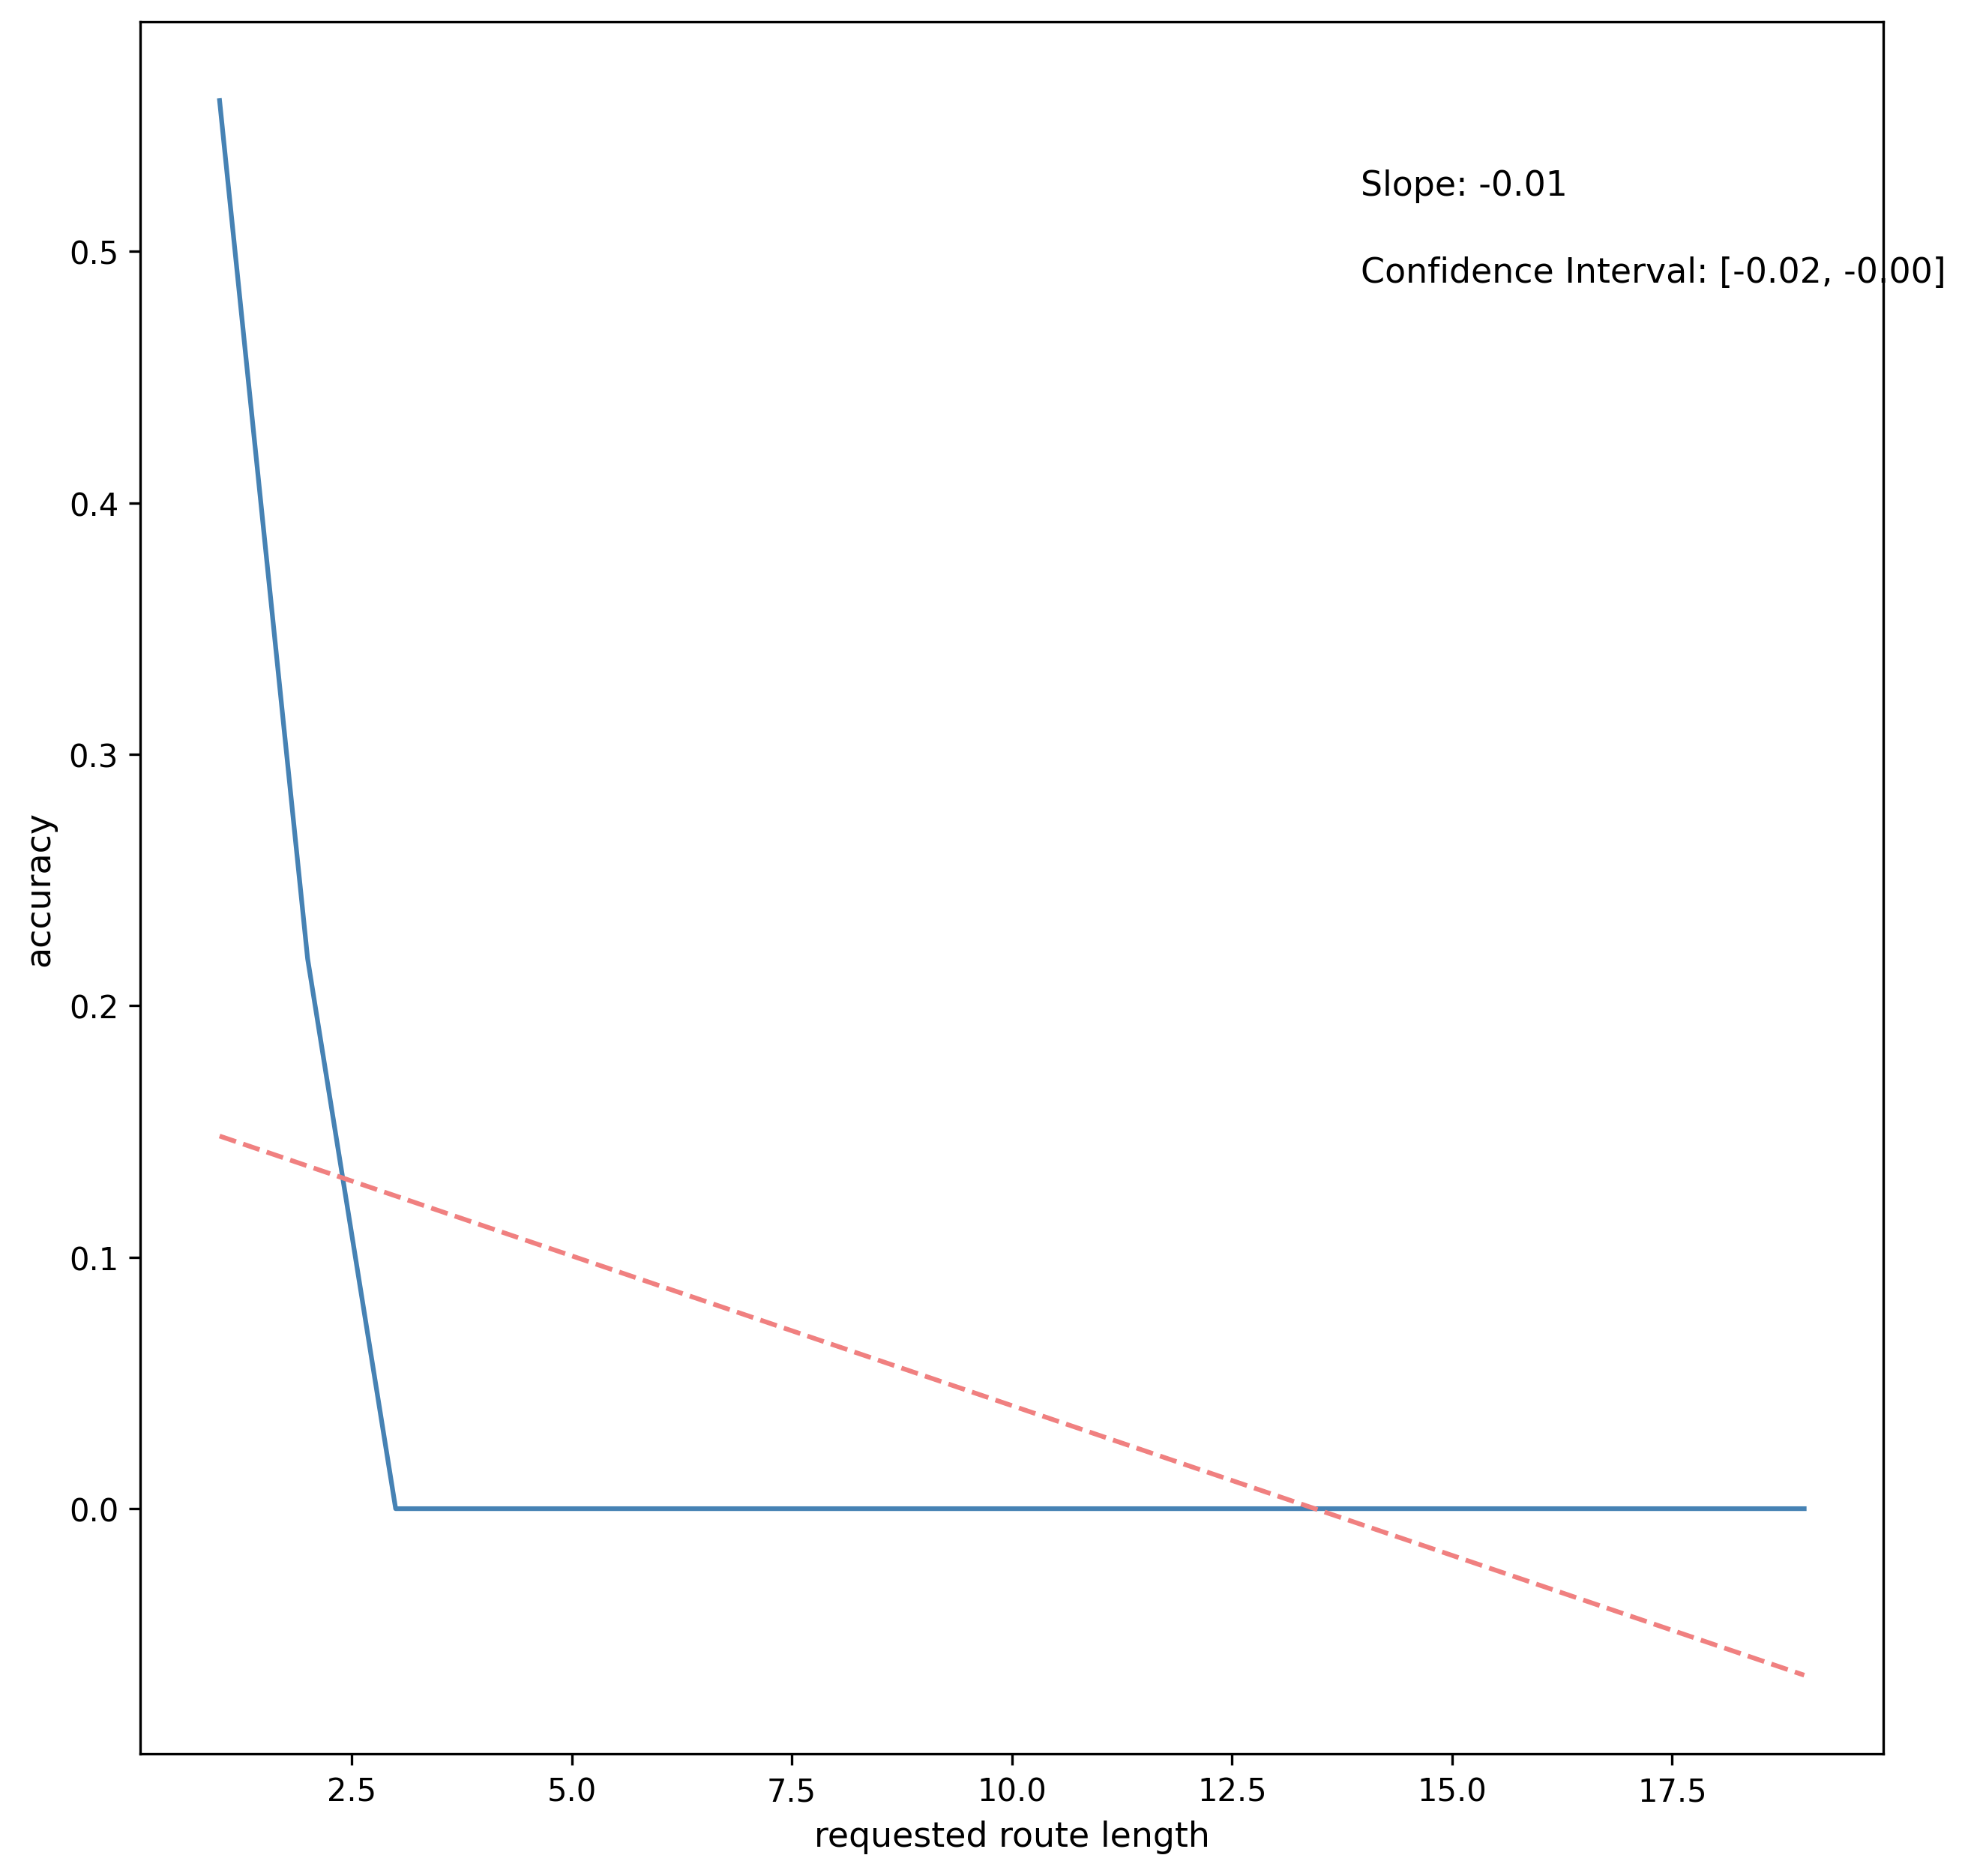 Slope: -0.01
Confidence Interval: [-0.02, -0.00]
0.5
0.4
0.3
0.2
0.1
0.0
accuracy
2.5 5.0 7.5 10.0 12.5 15.0 17.5
requested route length